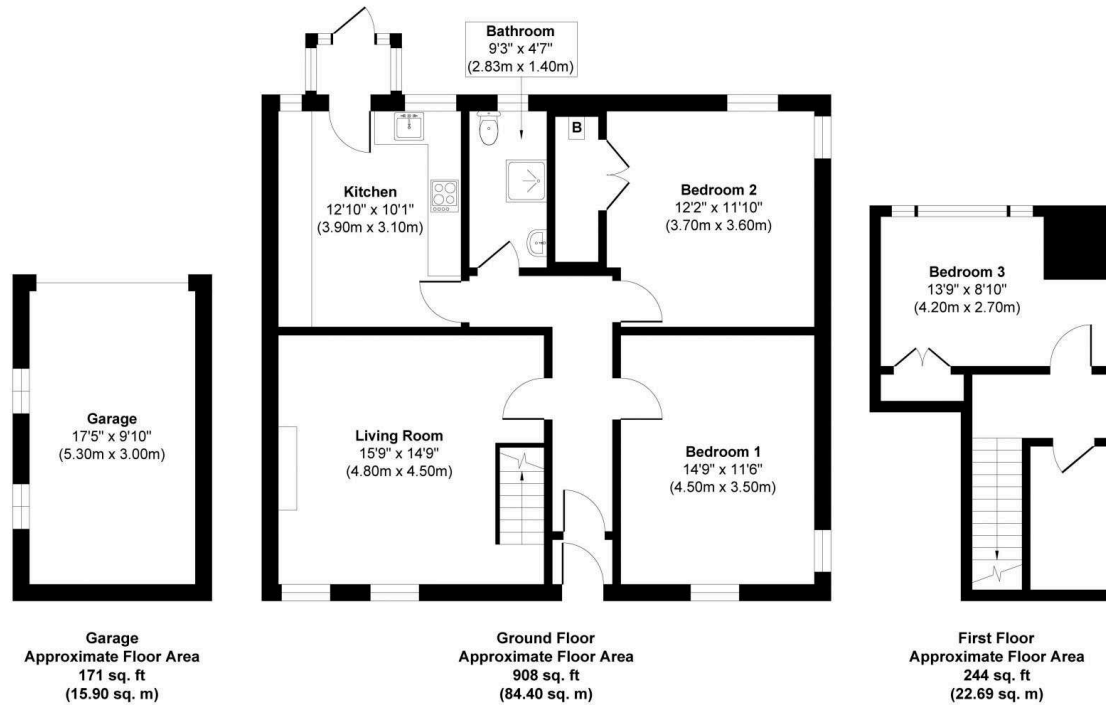 Bathroom
9'3" x 4'7"
(2.83m x 1.40m)
B
Kitchen
12'10" x 10'1"
(3.90m x 3.10m)
Bedroom 2
12'2" x 11'10"
(3.70m x 3.60m)
Bedroom 3
13'9" x 8'10"
(4.20m x 2.70m)
Garage
17'5" x 9'10"
(5.30m x 3.00m)
Living Room
15'9" x 14'9"
(4.80m x 4.50m)
Bedroom 1
14'9" x 11'6"
(4.50m x 3.50m)
Garage
Approximate Floor Area
171 sq. ft
(15.90 sq. m)
Ground Floor
Approximate Floor Area
908 sq. ft
(84.40 sq. m)
First Floor
Approximate Floor Area
244 sq. ft
(22.69 sq. m)